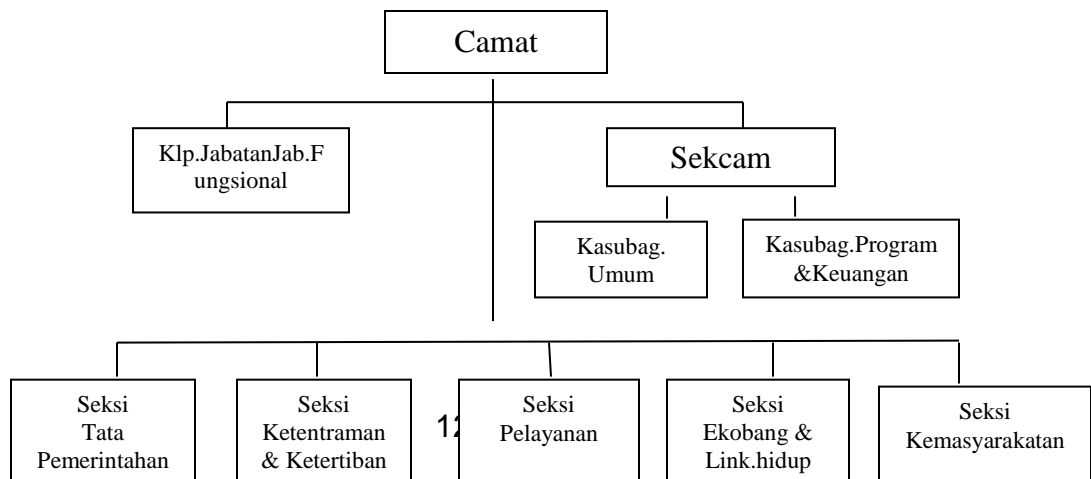 Camat
Klp.JabatanJab.F
ungsional
Sekcam
Kasubag.
Umum
Kasubag.Program
&Keuangan
Seksi
Tata
Pemerintahan
Seksi
Ketentraman
& Ketertiban
Seksi
Pelayanan
Seksi
Ekobang &
Link.hidup
Seksi
Kemasyarakatan